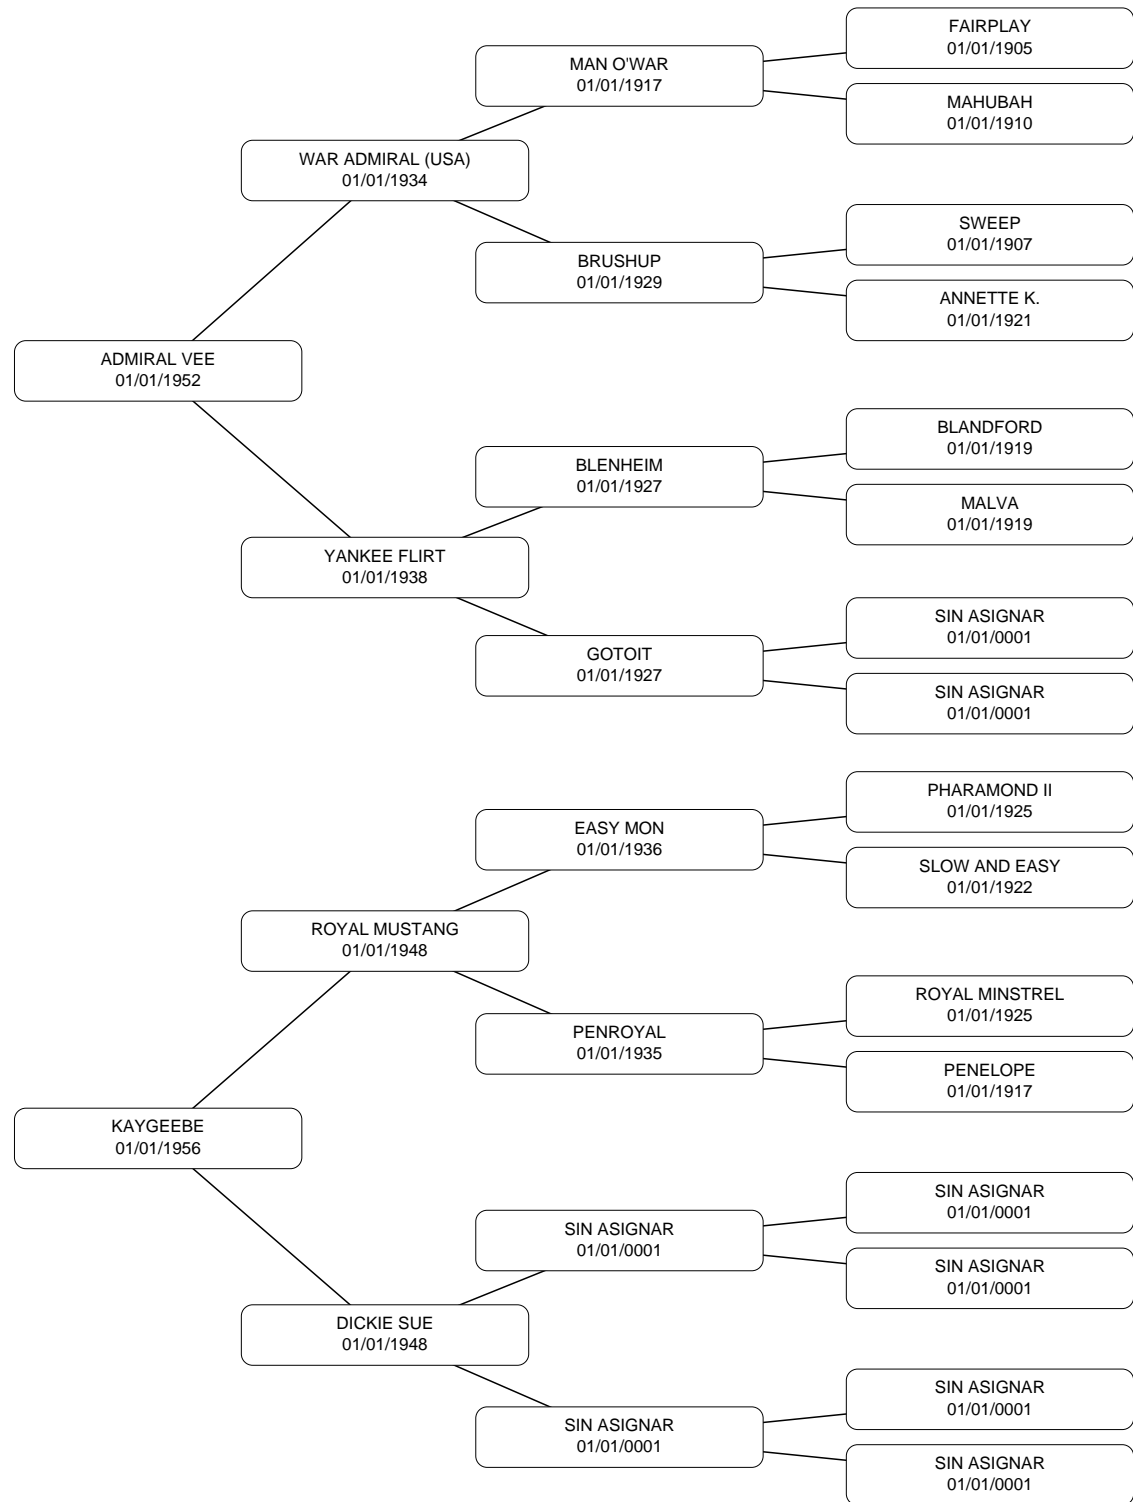 FAIRPLAY
01/01/1905
MAN O'WAR
01/01/1917
MAHUBAH
01/01/1910
WAR ADMIRAL (USA)
01/01/1934
SWEEP
01/01/1907
BRUSHUP
01/01/1929
ANNETTE K.
01/01/1921
ADMIRAL VEE
01/01/1952
BLANDFORD
01/01/1919
BLENHEIM
01/01/1927
MALVA
01/01/1919
YANKEE FLIRT
01/01/1938
SIN ASIGNAR
01/01/0001
GOTOIT
01/01/1927
SIN ASIGNAR
01/01/0001
PHARAMOND II
01/01/1925
EASY MON
01/01/1936
SLOW AND EASY
01/01/1922
ROYAL MUSTANG
01/01/1948
ROYAL MINSTREL
01/01/1925
PENROYAL
01/01/1935
PENELOPE
01/01/1917
KAYGEEBE
01/01/1956
SIN ASIGNAR
01/01/0001
SIN ASIGNAR
01/01/0001
SIN ASIGNAR
01/01/0001
DICKIE SUE
01/01/1948
SIN ASIGNAR
01/01/0001
SIN ASIGNAR
01/01/0001
SIN ASIGNAR
01/01/0001